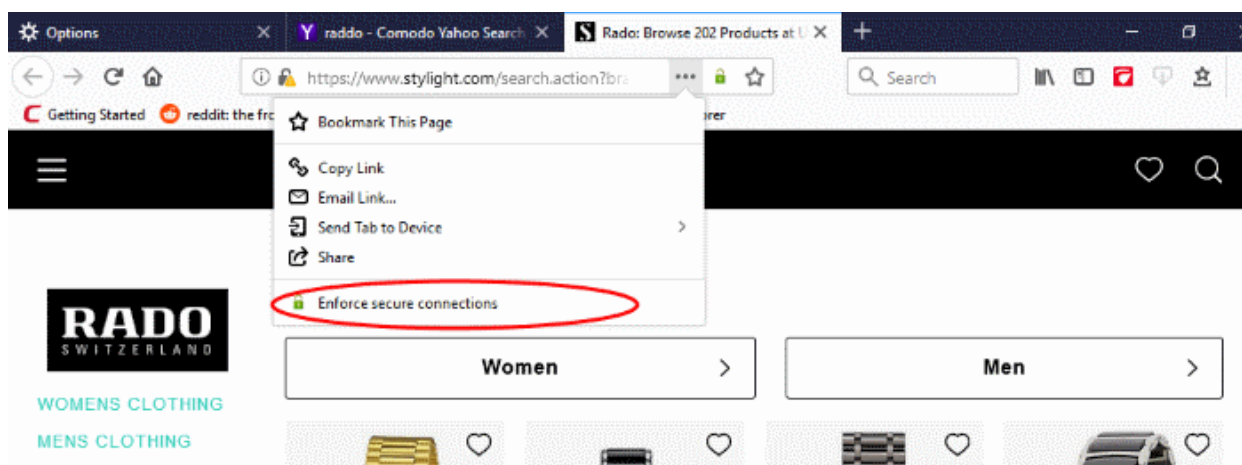 Options
raddo - Comodo Yahoo Search
Rado: Browse 202 Products at U
https://www.stylight.com/search.action?bra
Search
Getting Started
reddit: the fro
orer
Bookmark This Page
Copy Link
Email Link...
Send Tab to Device
Share
Enforce secure connections
RADO
SWITZERLAND
Women
Men
WOMENS CLOTHING
MENS CLOTHING